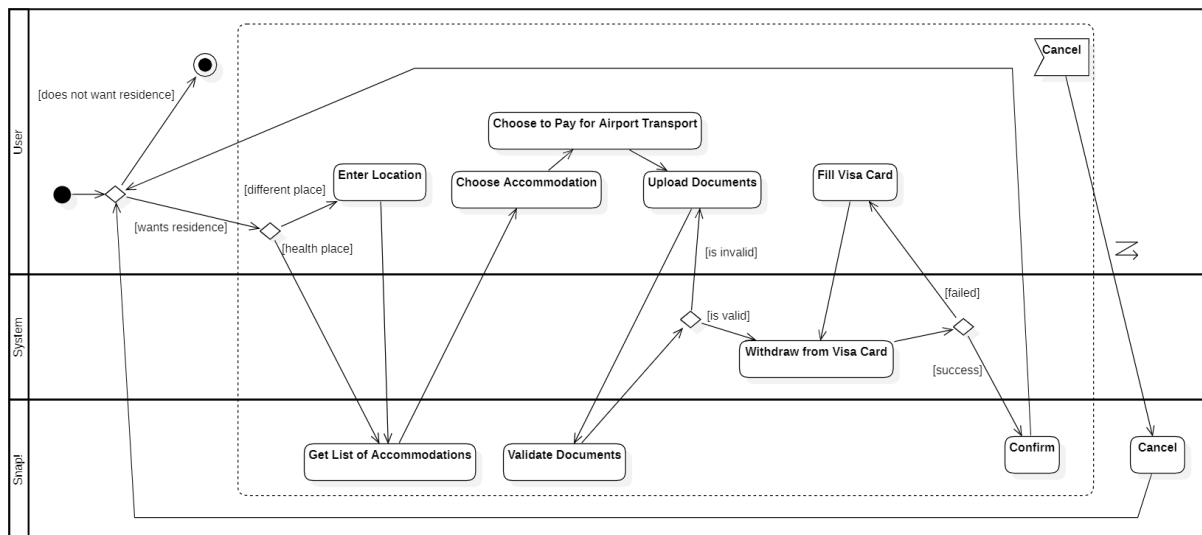 User
Cancel
[does not want residence]
Choose to Pay for Airport Transport
Enter Location
Choose Accommodation
Upload Documents
Fill Visa Card
[different place]
[wants residence]
[health place]
[is invalid]
System
[failed]
[is valid]
Withdraw from Visa Card
[success]
Snap!
Get List of Accommodations
Validate Documents
Confirm
Cancel